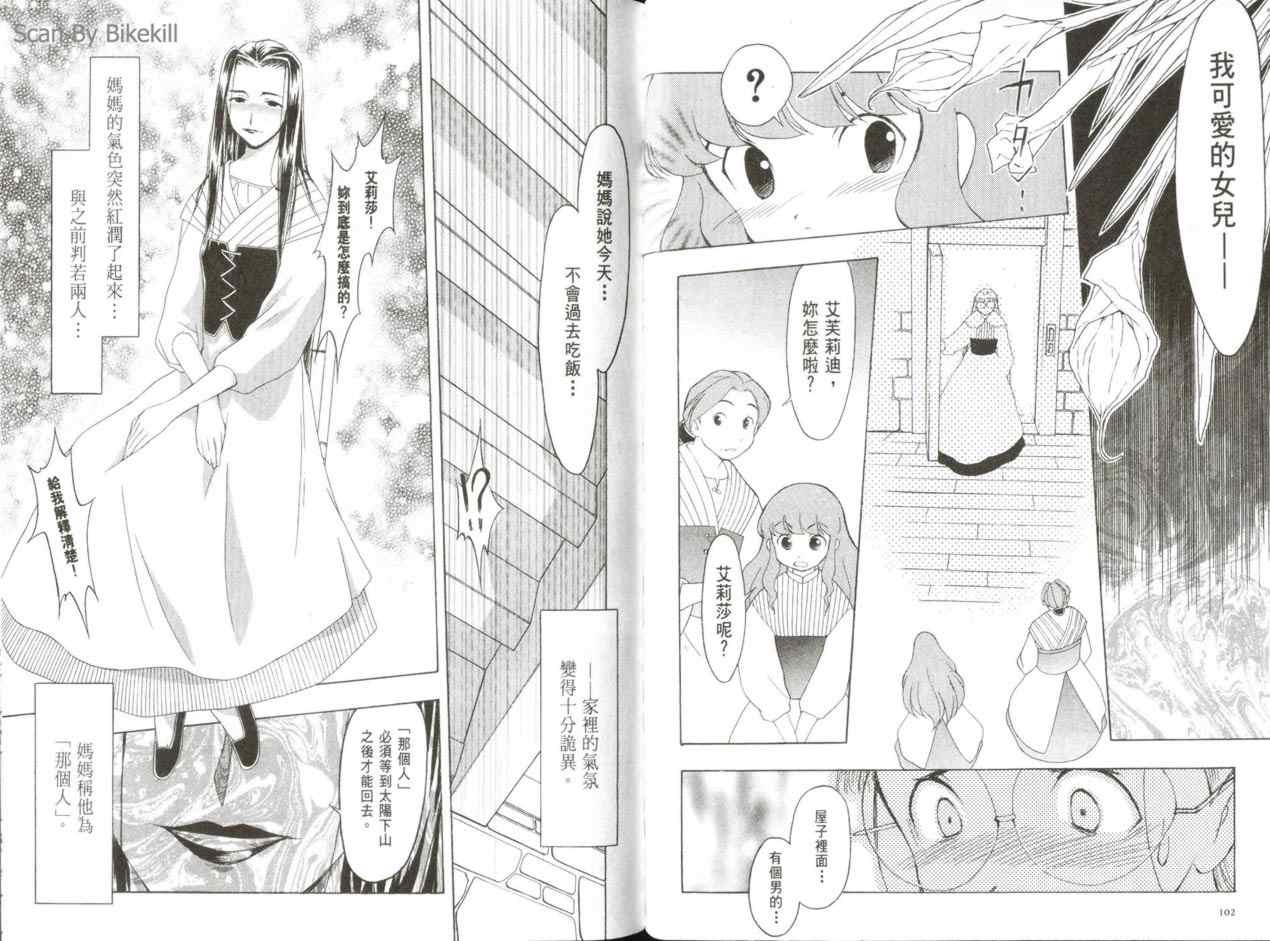 Scan By Bikekill
我可愛的女兒——
?
艾芙莉迪，
妳怎麼啦？
艾莉莎呢？
屋子裡面…
有個男的…
102
媽媽說她今天…
不會過去吃飯…
!?
——家裡的氣氛
變得十分詭異。
艾莉莎！
妳到底是怎麼搞的？
媽媽的氣色突然紅潤了起來…
與之前判若兩人…
給我解釋清楚！
「那個人」
必須等到太陽下山
之後才能回去。
媽媽稱他為
「那個人」。